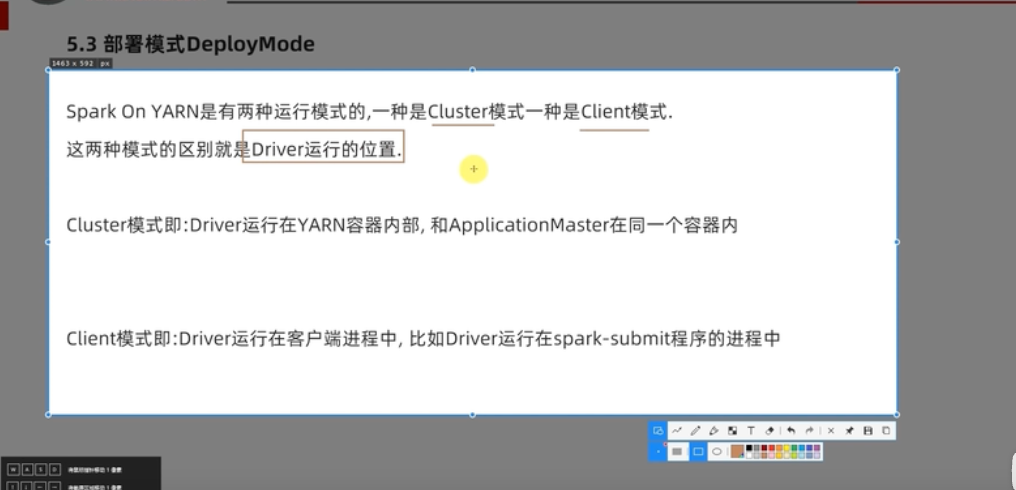 5.3 部署模式DeployMode
1463 x 592 px
Spark On YARN是有两种运行模式的,一种是Cluster模式一种是Client模式.
这两种模式的区别就是Driver运行的位置.
Cluster模式即:Driver运行在YARN容器内部, 和ApplicationMaster在同一个容器内
Client模式即:Driver运行在客户端进程中, 比如Driver运行在spark-submit程序的进程中
T
W A S D